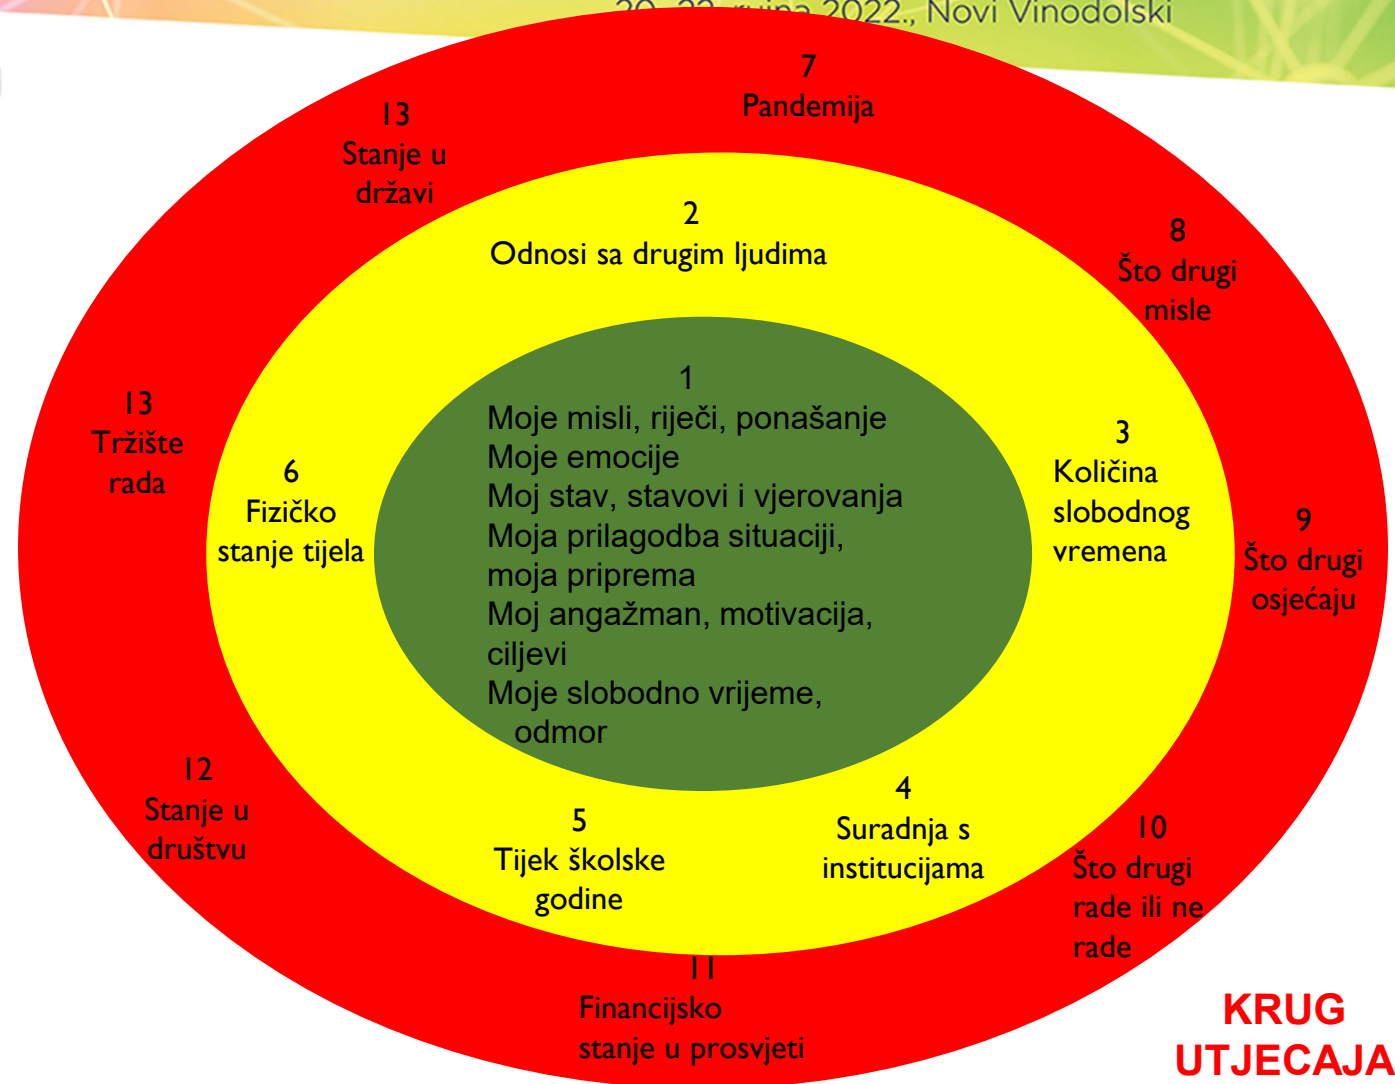 2022., Novi Vinodolski
7
Pandemija
13
Stanje u
državi
2
Odnosi sa drugim ljudima
8
Što drugi
misle
1
Moje misli, riječi, ponašanje
Moje emocije
Moj stav, stavovi i vjerovanja
Moja prilagodba situaciji,
moja priprema
Moj angažman, motivacija,
ciljevi
Moje slobodno vrijeme,
odmor
13
Tržište
rada
6
Fizičko
stanje tijela
3
Količina
slobodnog
vremena
9
Što drugi
osjećaju
12
Stanje u
društvu
5
Tijek školske
godine
4
Suradnja s
institucijama
10
Što drugi
rade ili ne
rade
11
Financijsko
stanje u prosvjeti
KRUG
UTJECAJA